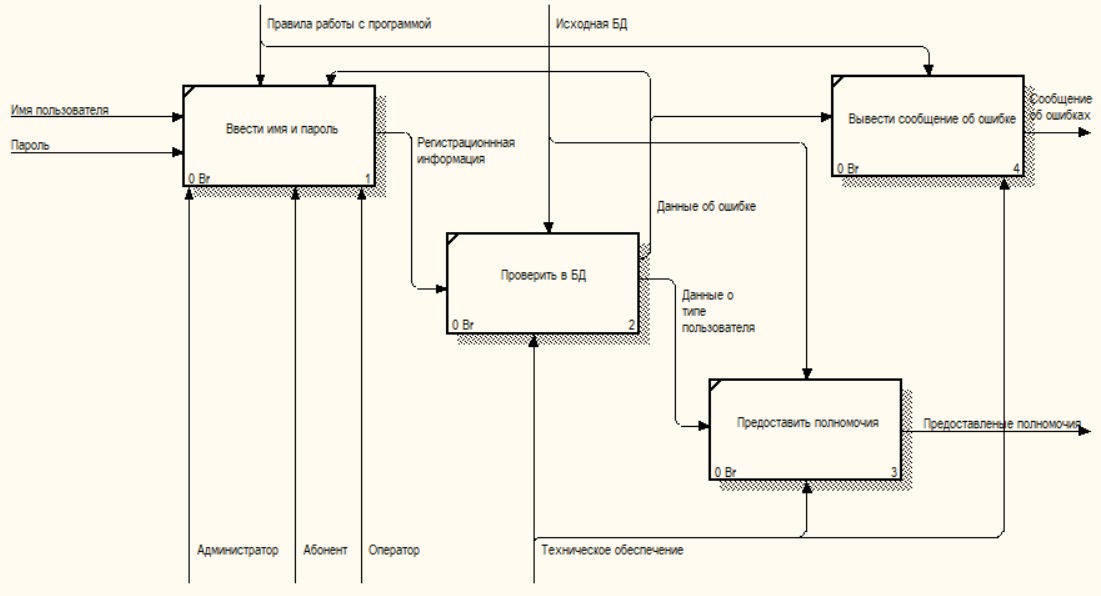 Правила работы с программой
Исходная БД
Имя пользователя
Пароль
Ввести имя и пароль
0 Br
1
Регистрационнная
информация
Вывести сообщение об ошибке
0 Br
4
Сообщение
об ошибках
Данные об ошибке
Проверить в БД
0 Br
2
Данные о
типе
пользователя
Предоставить полномочия
0 Br
3
Предоставленые полномочия
Администратор
Абонент
Оператор
Техническое обеспечение